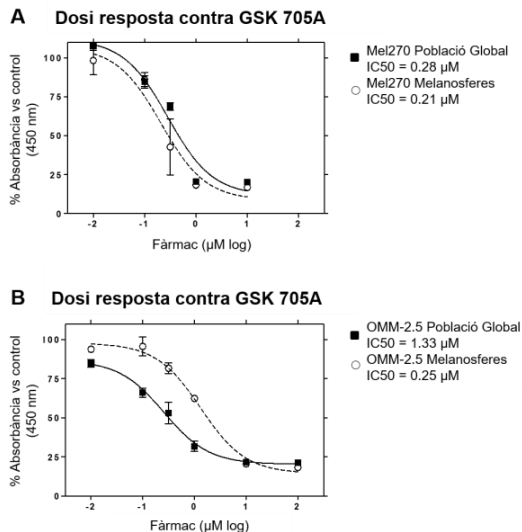 A Dosi resposta contra GSK 705A
% Absorbància vs control
(450 nm)
100
75
50
25
0
-2 -1 0 1 2
Fàrmac (µM log)
Mel270 Població Global
IC50 = 0.28 µM
Mel270 Melanosferes
IC50 = 0.21 µM
B Dosi resposta contra GSK 705A
% Absorbància vs control
(450 nm)
100
75
50
25
0
-2 -1 0 1 2
Fàrmac (µM log)
OMM-2.5 Població Global
IC50 = 1.33 µM
OMM-2.5 Melanosferes
IC50 = 0.25 µM